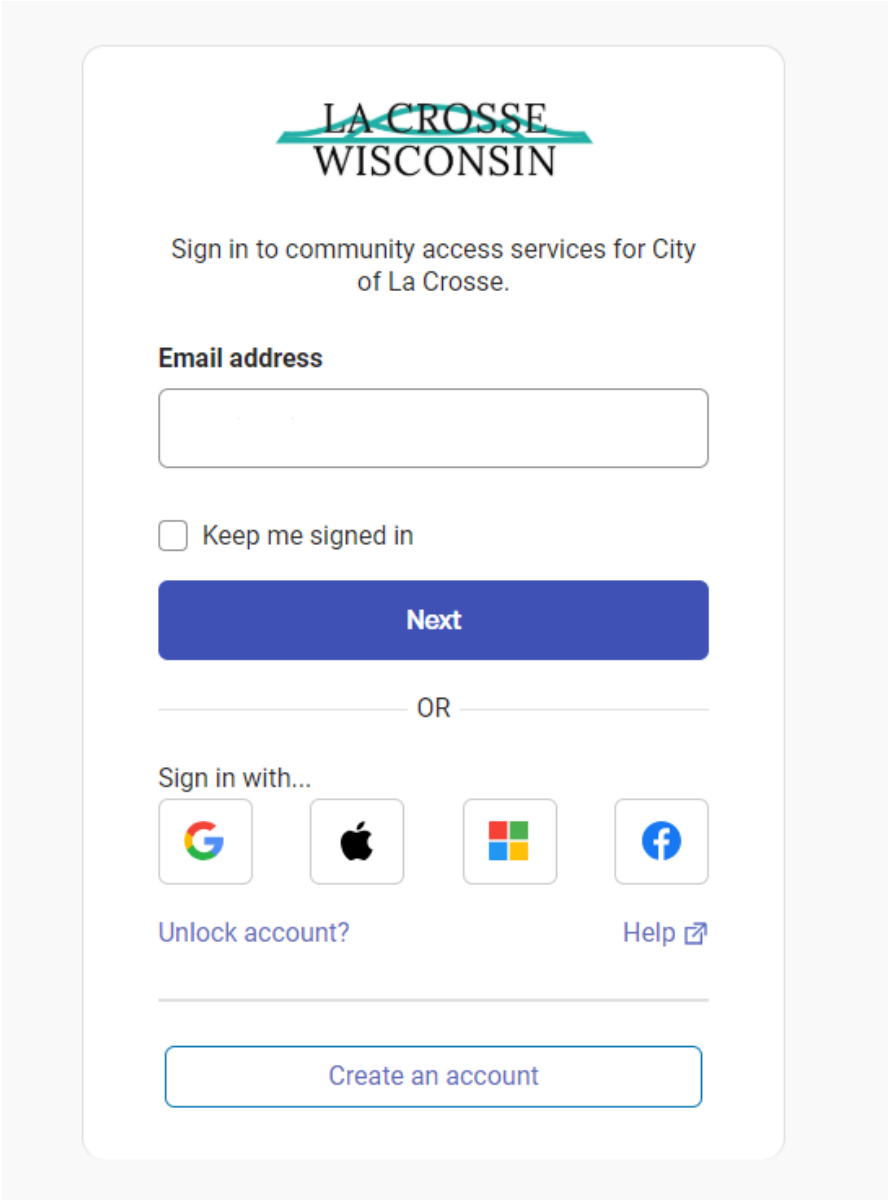 LA CROSSE
WISCONSIN
Sign in to community access services for City
of La Crosse.
Email address
Keep me signed in
Next
OR
Sign in with...
Unlock account?
Help
Create an account